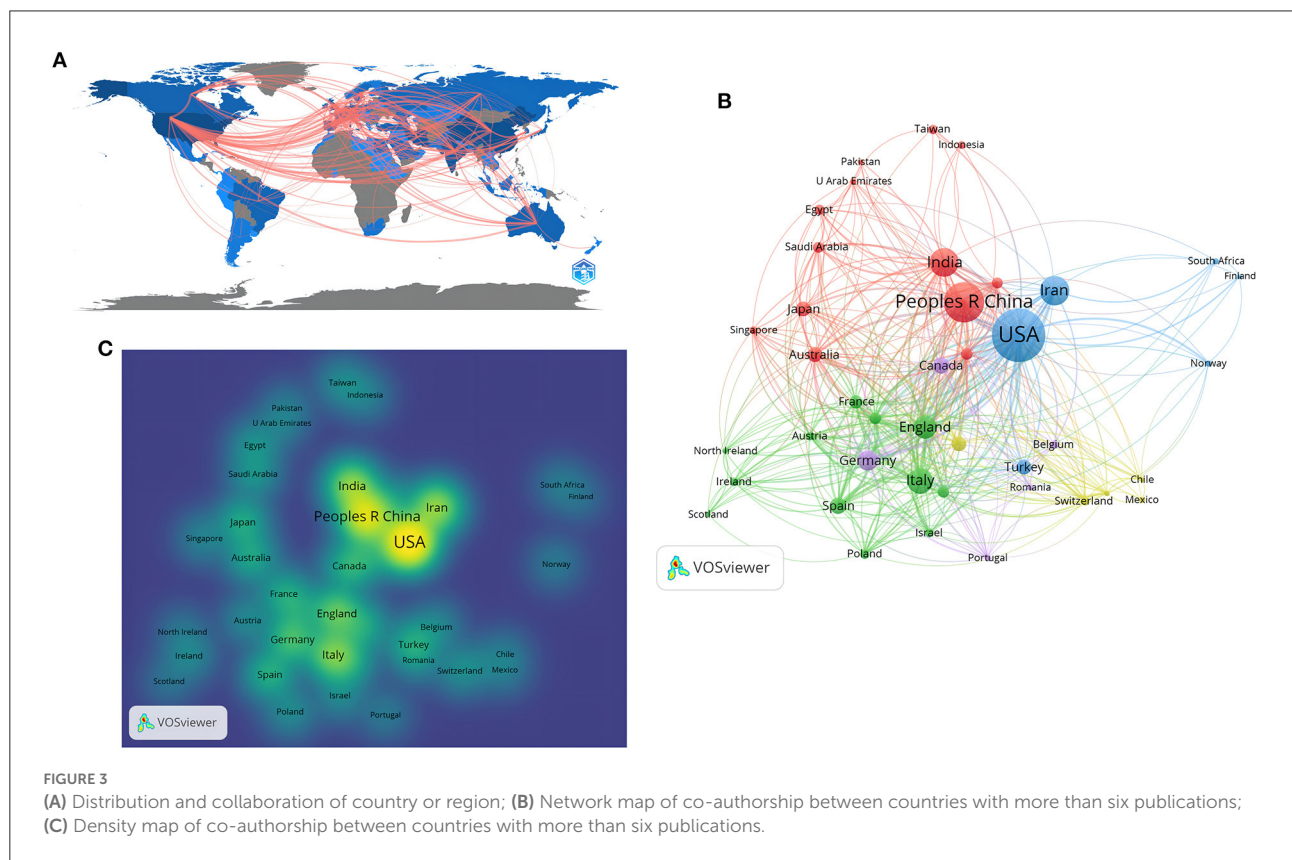 A
B
Taiwan
Indonesia
Pakistan
U Arab Emirates
Egypt
Saudi Arabia
India
Iran
South Africa
Finland
Peoples R China
Japan
Singapore
USA
Australia
Canada
Norway
France
England
Austria
North Ireland
Germany
Belgium
Turkey
Ireland
Italy
Romania
Chile
Switzerland
Mexico
Scotland
Spain
Israel
Poland
Portugal
VOSviewer
C
Taiwan
Indonesia
Pakistan
U Arab Emirates
Egypt
Saudi Arabia
India
South Africa
Finland
Iran
Peoples R China
Japan
Singapore
USA
Australia
Canada
Norway
France
England
Austria
North Ireland
Germany
Belgium
Turkey
Ireland
Italy
Romania
Chile
Switzerland
Mexico
Scotland
Spain
Israel
Poland
Portugal
VOSviewer
FIGURE 3
(A) Distribution and collaboration of country or region; (B) Network map of co-authorship between countries with more than six publications;
(C) Density map of co-authorship between countries with more than six publications.